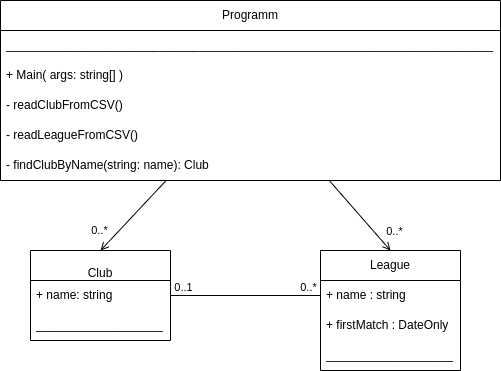 Programm
+ Main( args: string[] )
- readClubFromCSV()
- readLeagueFromCSV()
- findClubByName(string: name): Club
0..*
0..*
Club
League
+ name: string
0..1
0..*
+ name : string
+ firstMatch : DateOnly